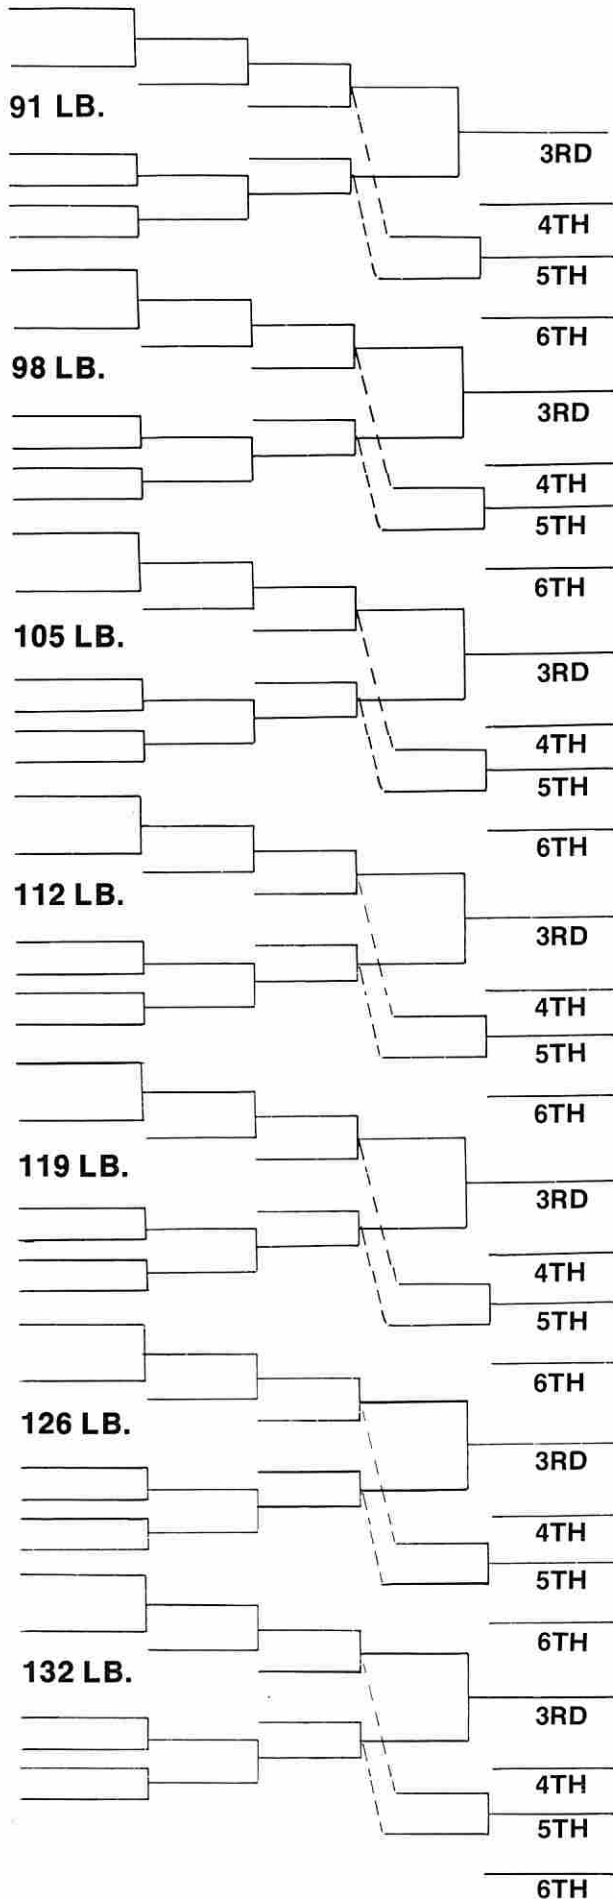 91 LB.
3RD
4TH
5TH
6TH
98 LB.
3RD
4TH
5TH
6TH
105 LB.
3RD
4TH
5TH
6TH
112 LB.
3RD
4TH
5TH
6TH
119 LB.
3RD
4TH
5TH
6TH
126 LB.
3RD
4TH
5TH
6TH
132 LB.
3RD
4TH
5TH
6TH